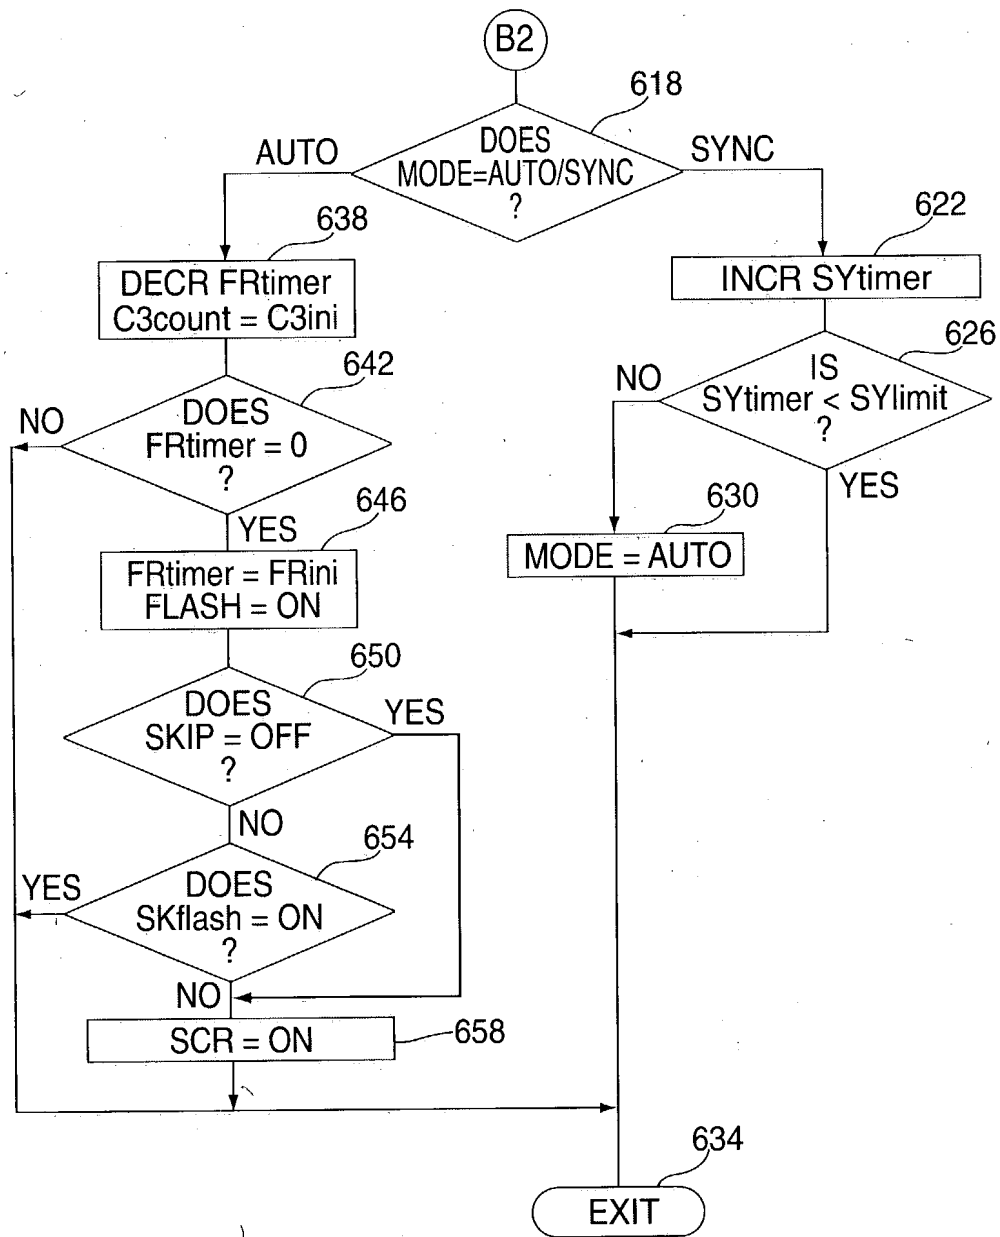 B2
618
DOES
MODE=AUTO/SYNC
?
AUTO
SYNC
638
DECR FRtimer
C3count = C3ini
622
INCR SYtimer
642
DOES
FRtimer = 0
?
NO
YES
626
IS
SYtimer < SYlimit
?
NO
YES
646
FRtimer = FRini
FLASH = ON
630
MODE = AUTO
650
DOES
SKIP = OFF
?
YES
NO
654
DOES
SKflash = ON
?
YES
NO
SCR = ON
658
634
EXIT